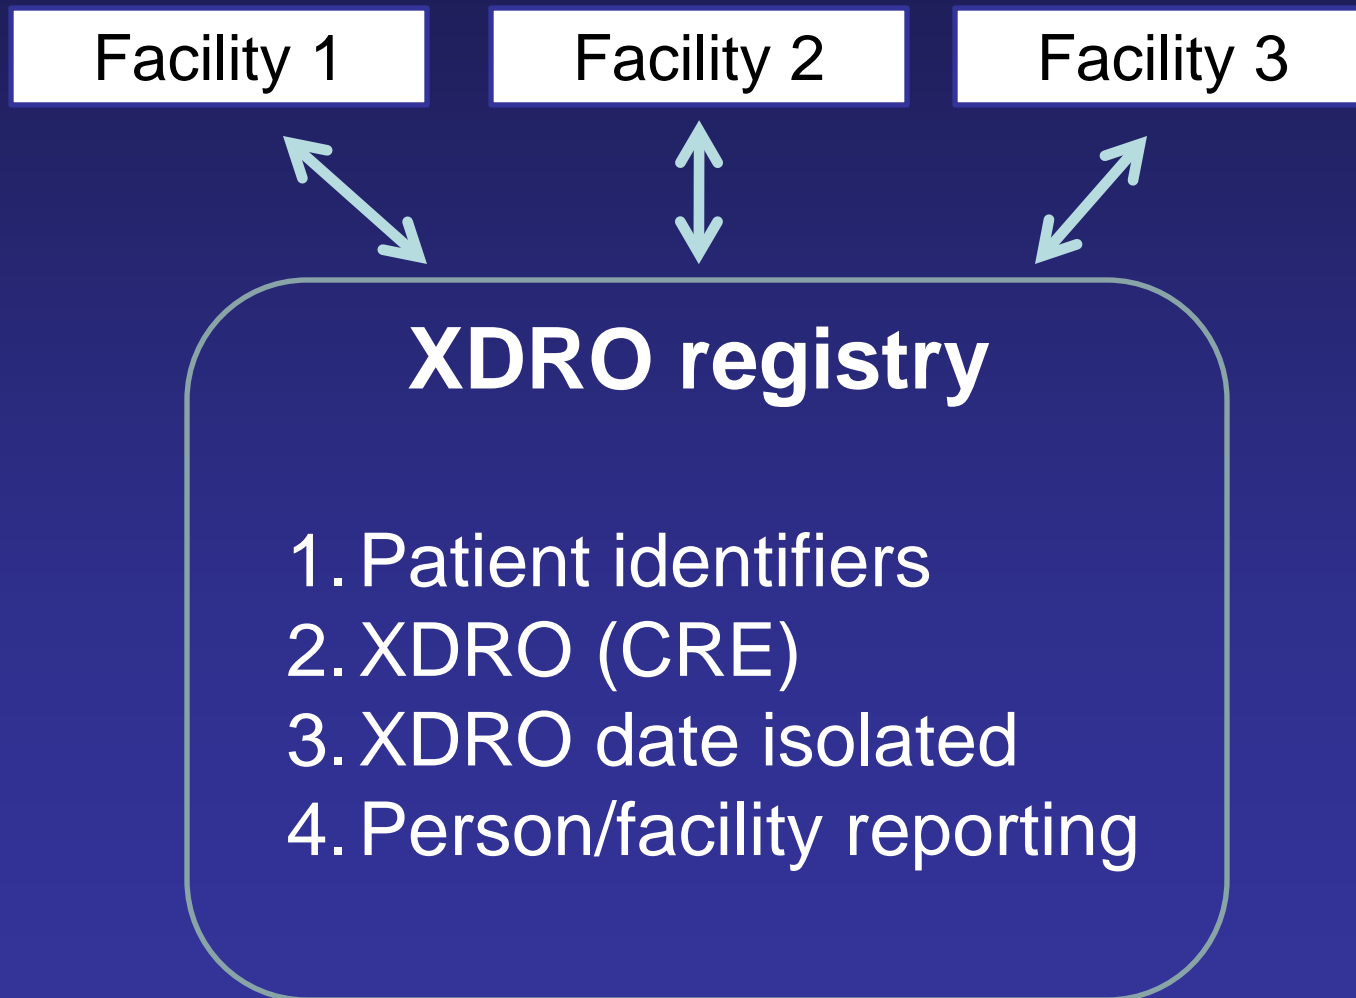 Facility 1
Facility 2
Facility 3
XDRO registry
1. Patient identifiers
2. XDRO (CRE)
3. XDRO date isolated
4. Person/facility reporting